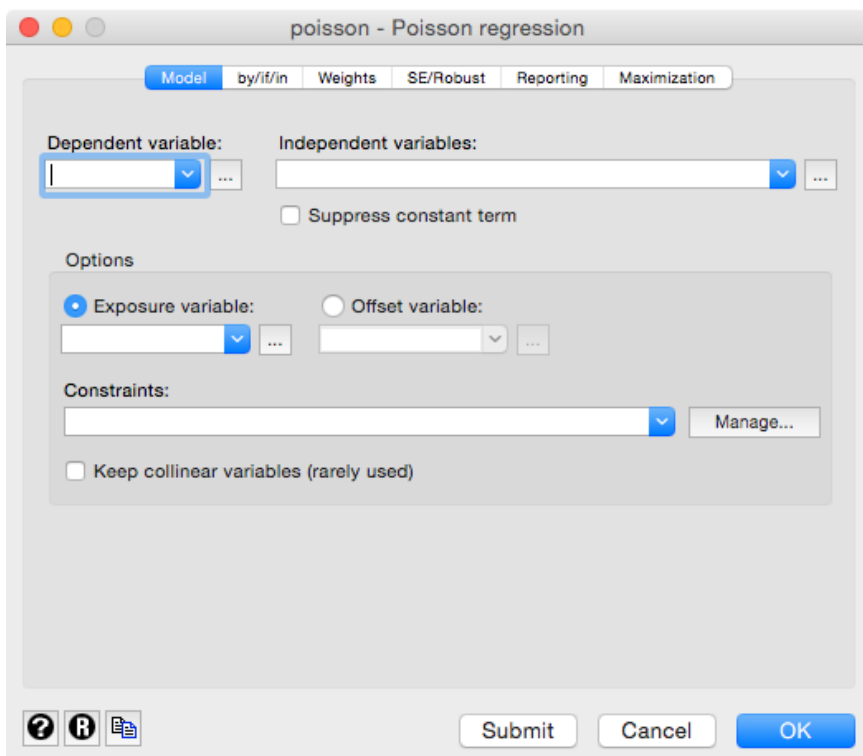 poisson - Poisson regression
Model by/if/in Weights SE/Robust Reporting Maximization
Dependent variable: Independent variables:
... ...
Suppress constant term
Options
Exposure variable: Offset variable:
... ...
Constraints:
Manage...
Keep collinear variables (rarely used)
? R Submit Cancel OK